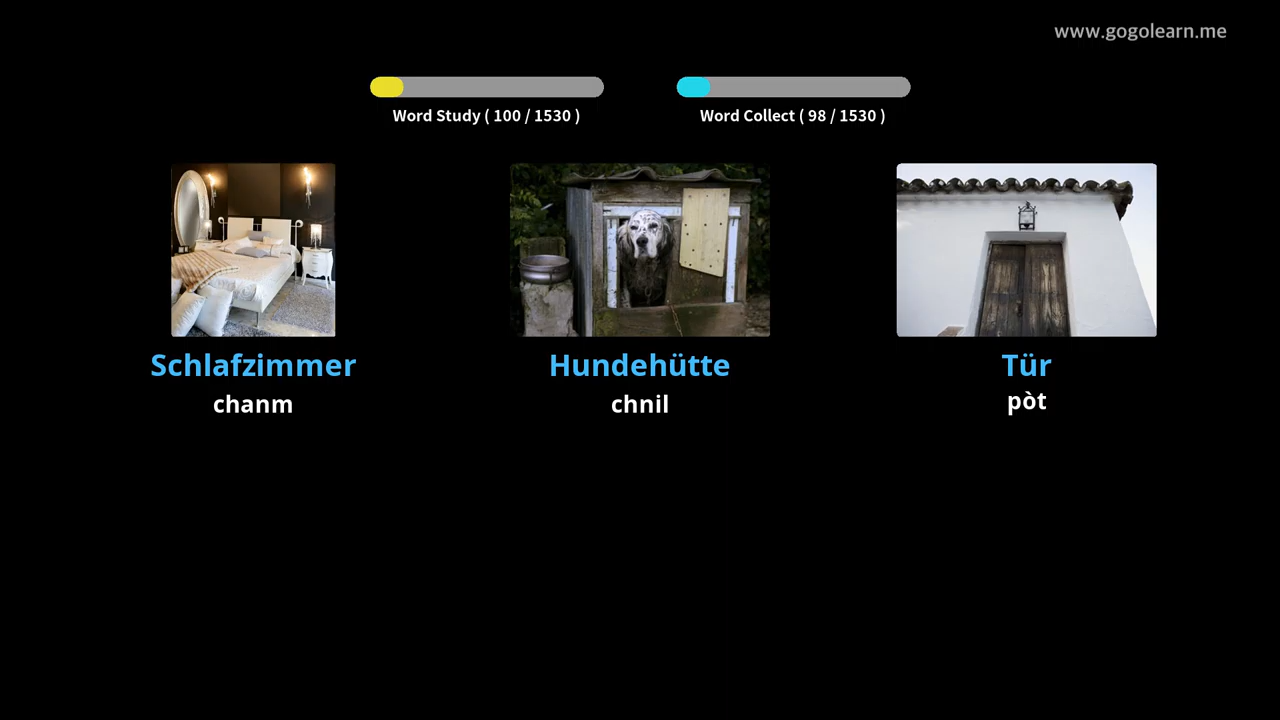 www.gogolearn.me
Word Study ( 100 / 1530 )
Word Collect ( 98 / 1530 )
Schlafzimmer
chanm
Hundehütte
chnil
Tür
pòt